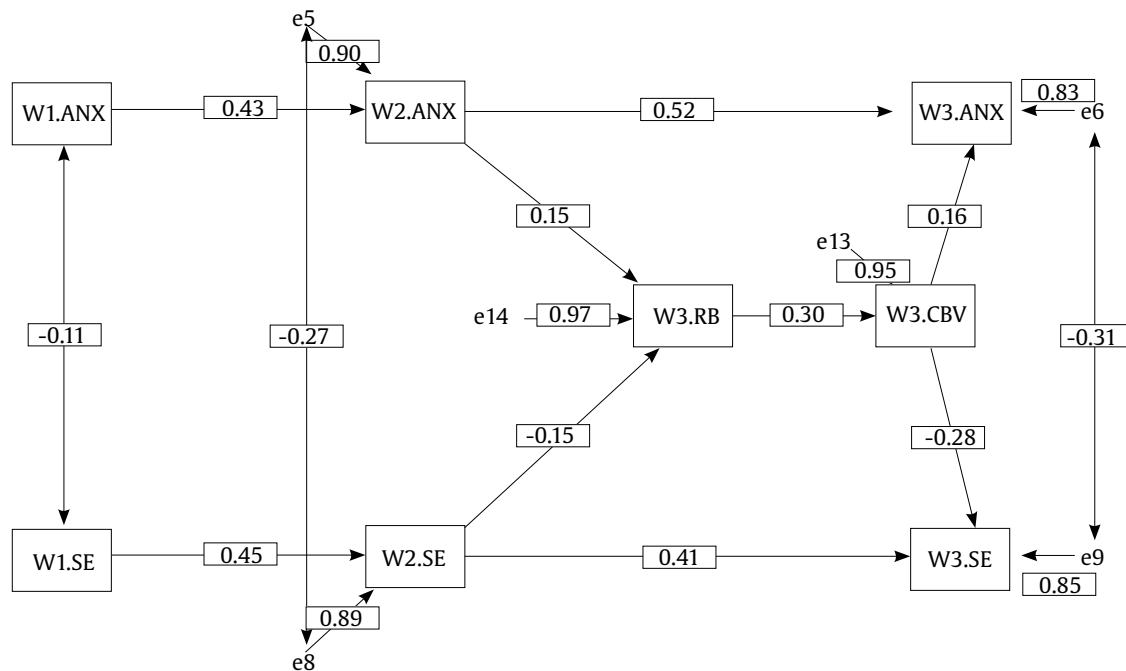 e5
0.90
W1.ANX
0.43
W2.ANX
0.52
W3.ANX
0.83
e6
0.15
0.16
e13
0.95
-0.11
-0.27
e14
0.97
W3.RB
0.30
W3.CBV
-0.31
-0.15
-0.28
W1.SE
0.45
W2.SE
0.41
W3.SE
e9
0.85
0.89
e8